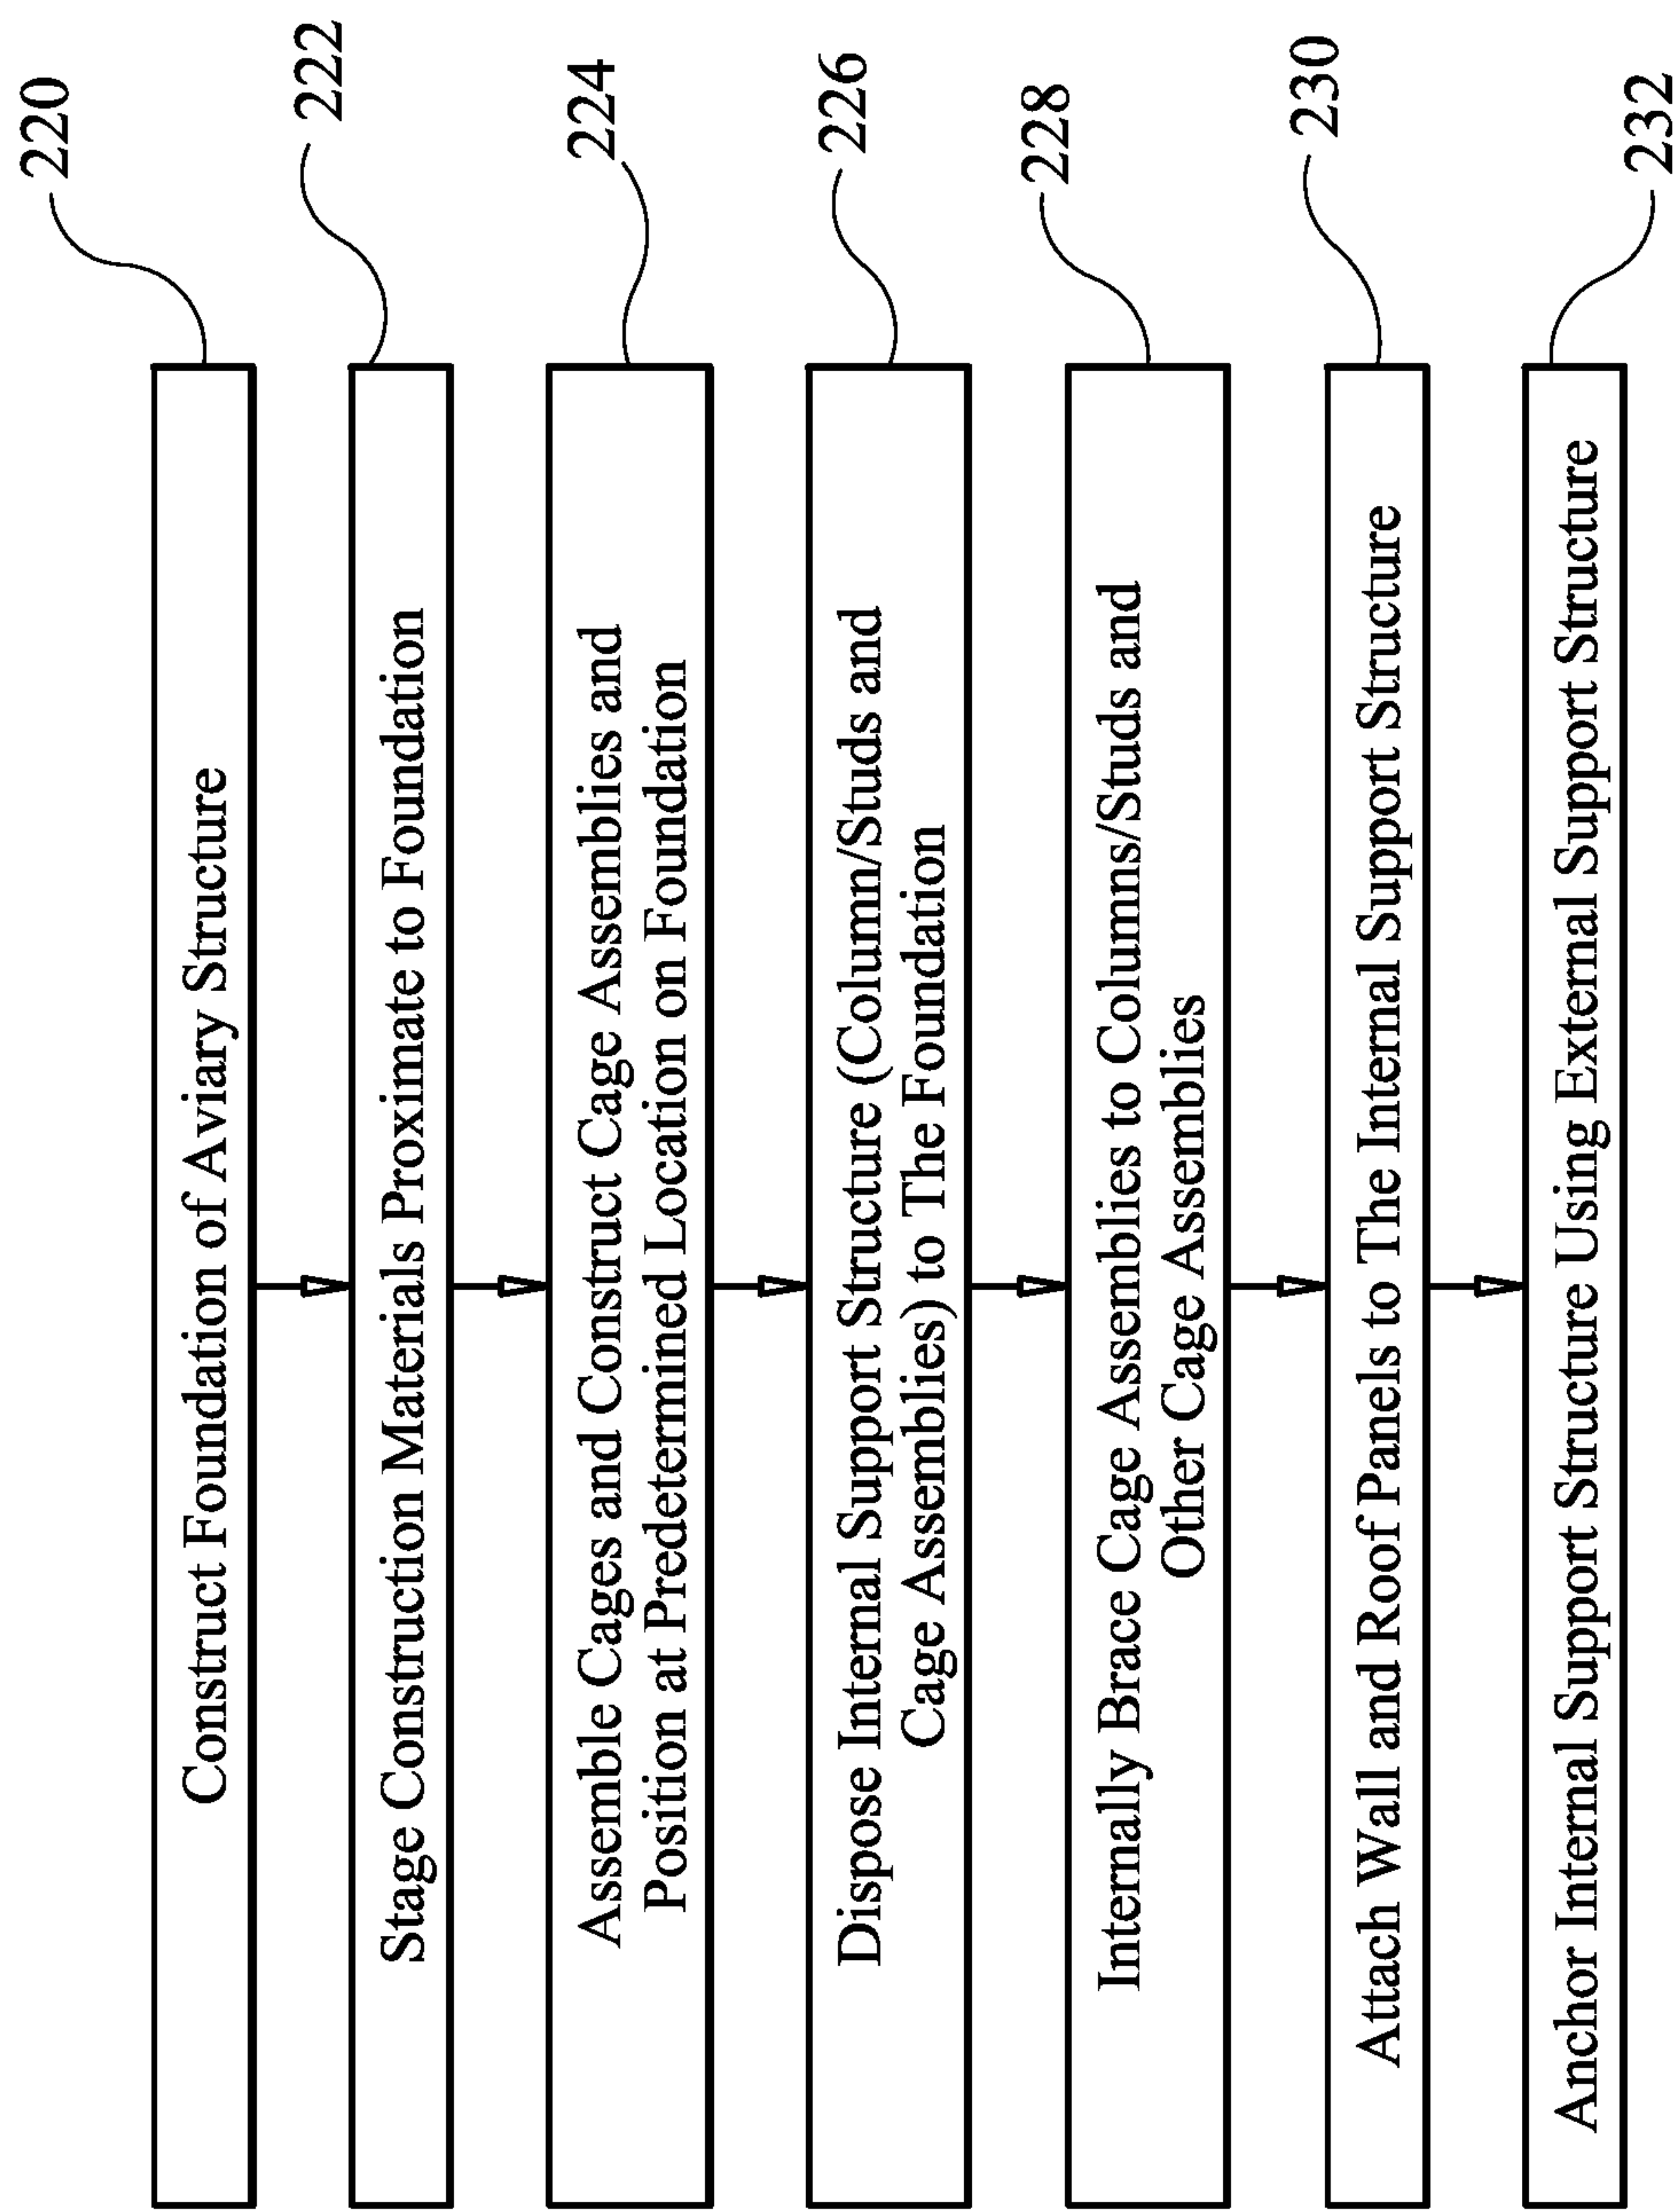 Construct Foundation of Aviary Structure
220
Stage Construction Materials Proximate to Foundation
222
Assemble Cages and Construct Cage Assemblies and
Position at Predetermined Location on Foundation
224
Dispose Internal Support Structure (Column/Studs and
Cage Assemblies) to The Foundation
226
Internally Brace Cage Assemblies to Columns/Studs and
Other Cage Assemblies
228
Attach Wall and Roof Panels to The Internal Support Structure
230
Anchor Internal Support Structure Using External Support Structure
232